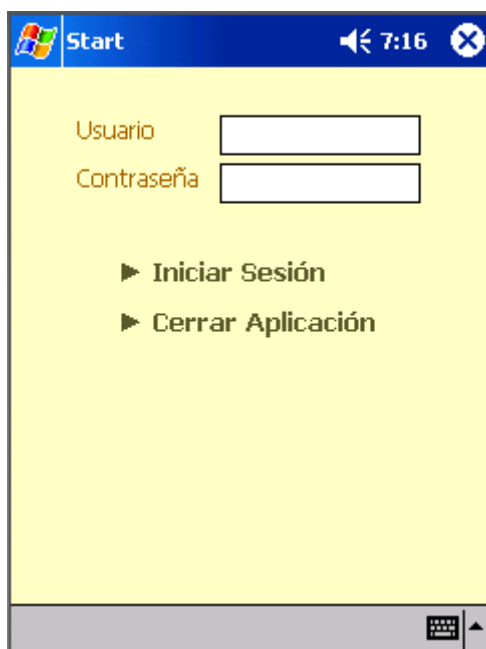 Start 7:16
Usuario
Contraseña
Iniciar Sesión
Cerrar Aplicación